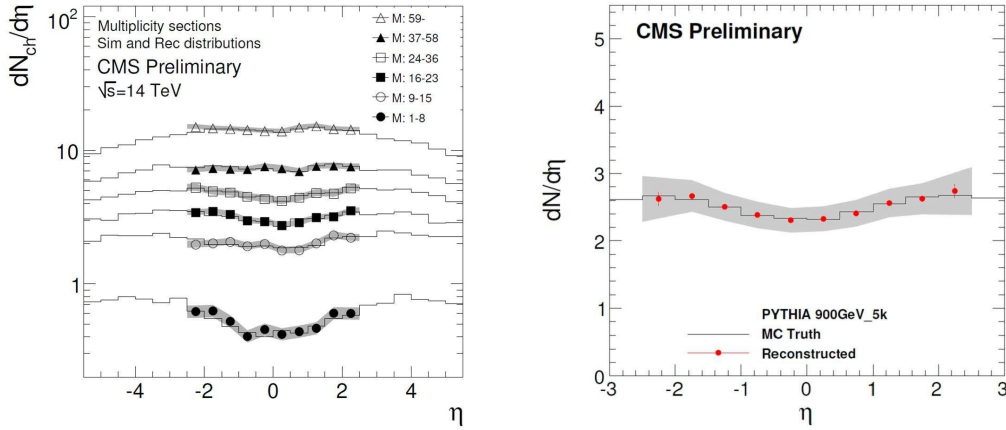 dN_ch/dη
10²
10
1
Multiplicity sections
Sim and Rec distributions
CMS Preliminary
√s=14 TeV
M: 59-
M: 37-58
M: 24-36
M: 16-23
M: 9-15
M: 1-8
-4 -2 0 2 4
η
dN/dη
5
4
3
2
1
0
CMS Preliminary
PYTHIA 900GeV_5k
MC Truth
Reconstructed
-3 -2 -1 0 1 2 3
η